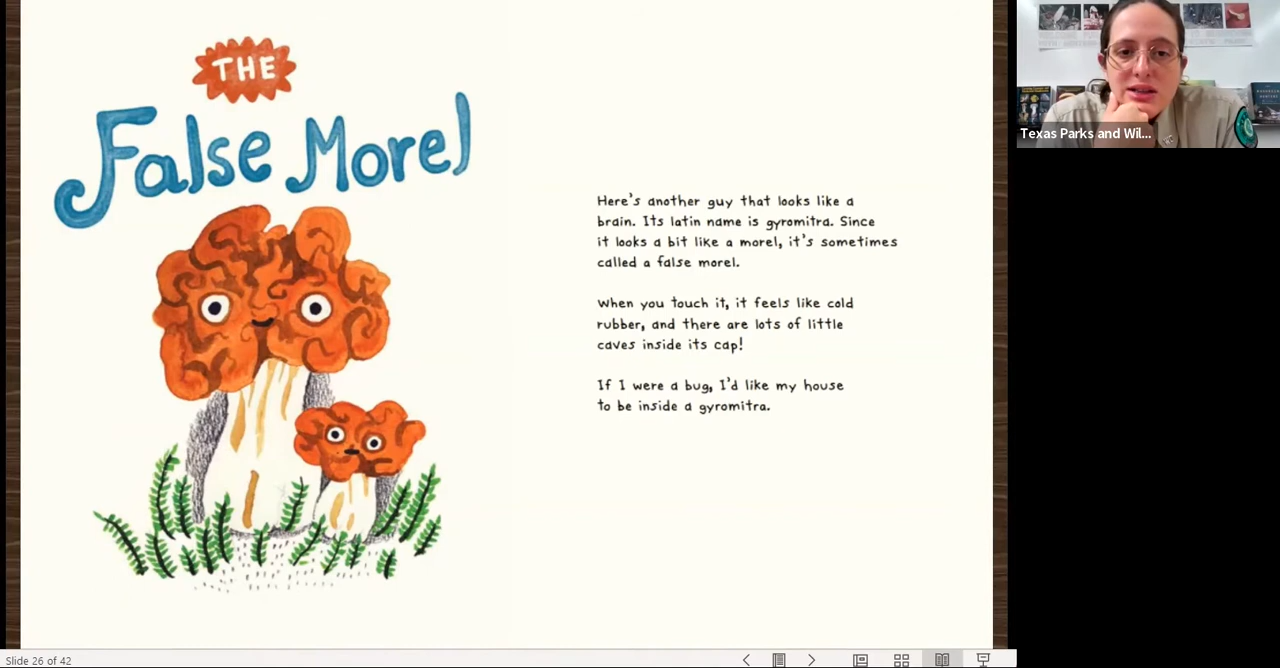 THE
False Morel
Here's another guy that looks like a
brain. Its latin name is gyromitra. Since
it looks a bit like a morel, it's sometimes
called a false morel.
When you touch it, it feels like cold
rubber, and there are lots of little
caves inside its cap!
If I were a bug, I'd like my house
to be inside a gyromitra.
Texas Parks and Wil...
Slide 26 of 42